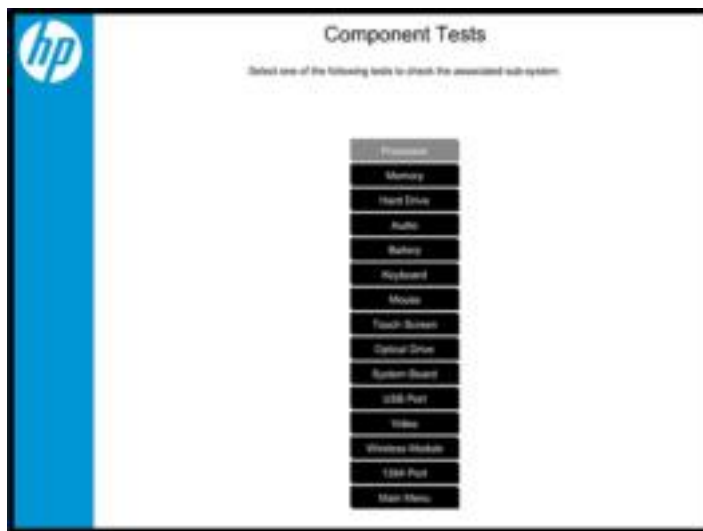 hp
Component Tests
Select one of the following tests to check the associated sub-system.
Processor
Memory
Hard Drive
Audio
Battery
Keyboard
Mouse
Touch Screen
Optical Drive
System Board
USB Port
Video
Wireless Module
1394 Port
Main Menu